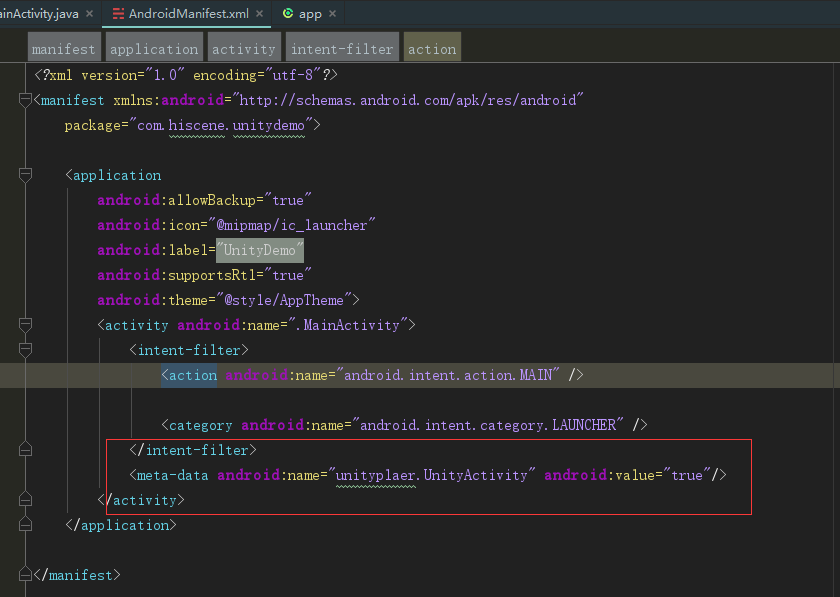 ainActivity.java × AndroidManifest.xml × app ×
manifest application activity intent-filter action
<?xml version="1.0" encoding="utf-8"?>
<manifest xmlns:android="http://schemas.android.com/apk/res/android"
package="com.hiscene.unitydemo">
<application
android:allowBackup="true"
android:icon="@mipmap/ic_launcher"
android:label="UnityDemo"
android:supportsRtl="true"
android:theme="@style/AppTheme">
<activity android:name=".MainActivity">
<intent-filter>
<action android:name="android.intent.action.MAIN" />
<category android:name="android.intent.category.LAUNCHER" />
</intent-filter>
<meta-data android:name="unityplaer.UnityActivity" android:value="true"/>
</activity>
</application>
</manifest>